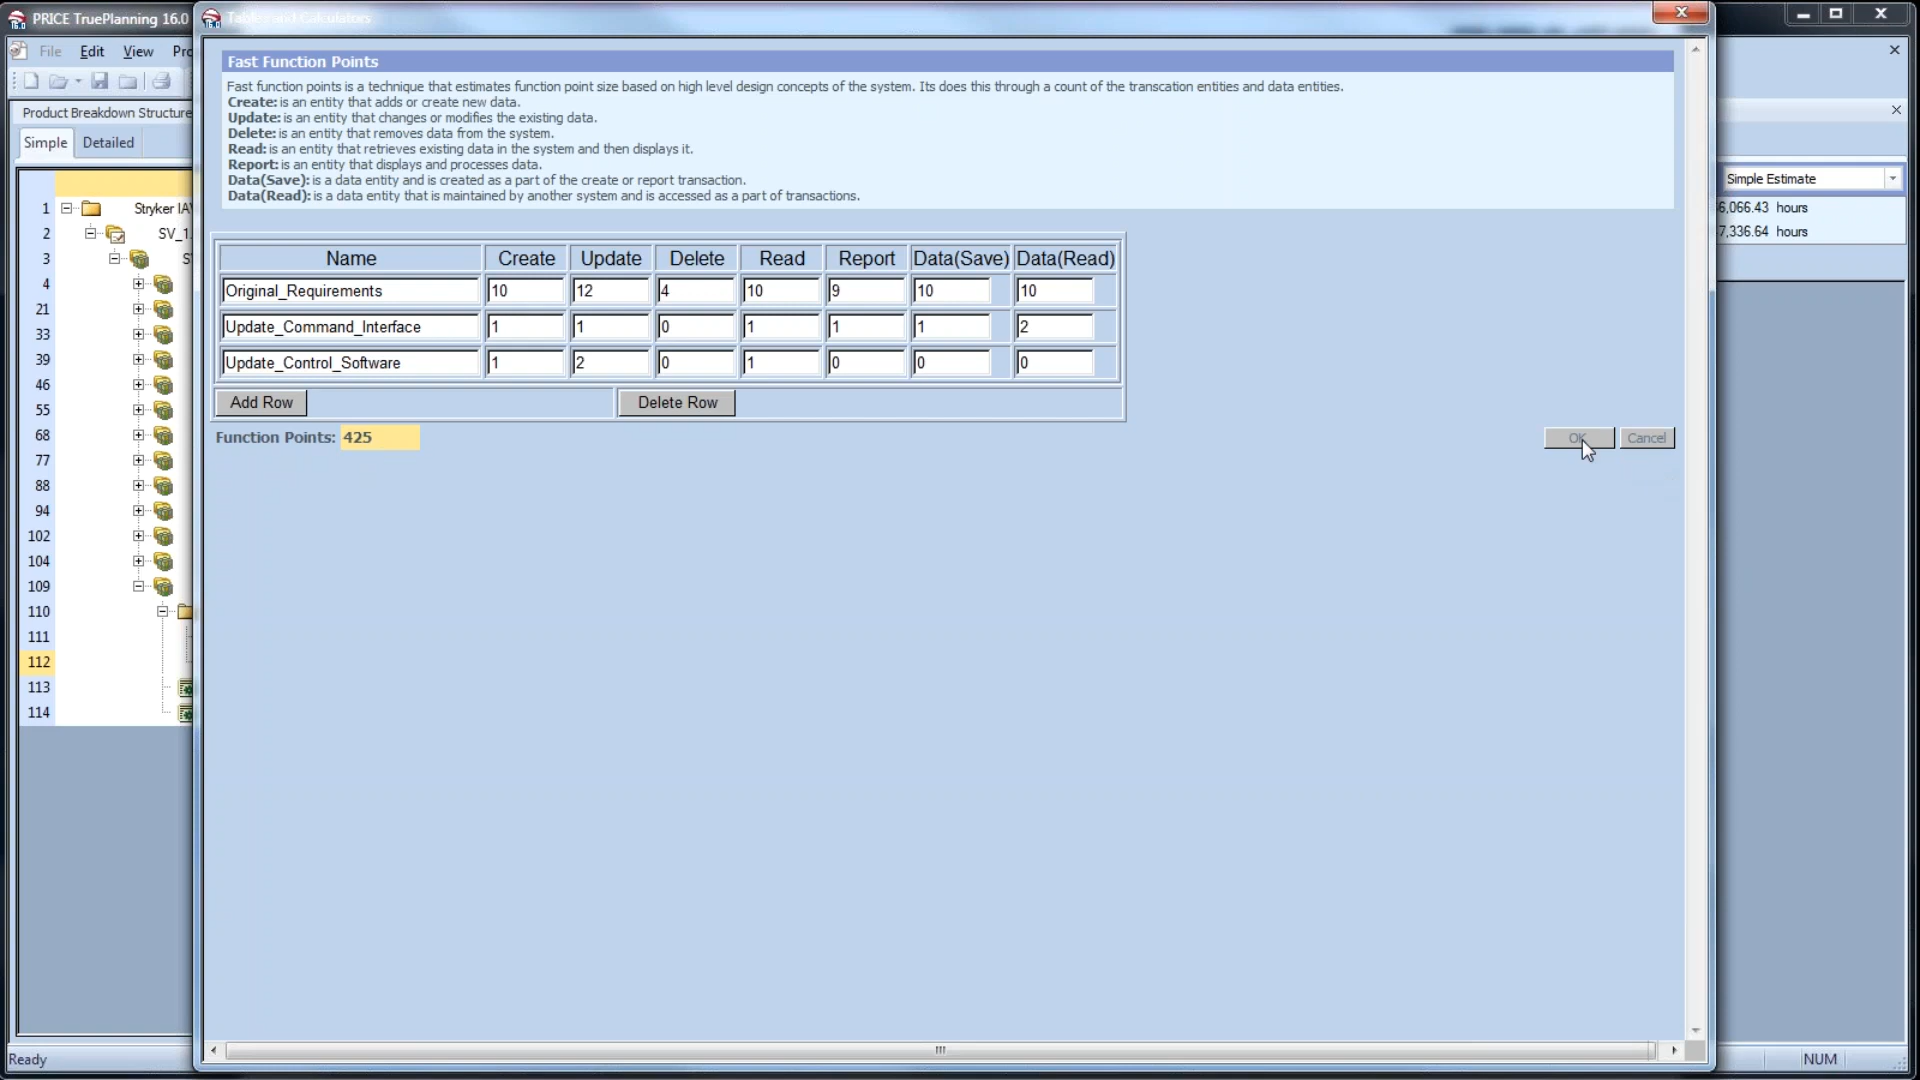 PRICE TruePlanning 16.0
Tables and Calculators
File Edit View
Product Breakdown Structure
Simple Detailed
1 Stryker
2 SV_1.
3
4
21
33
39
46
55
68
77
88
94
102
104
109
110
111
112
113
114
Fast Function Points
Fast function points is a technique that estimates function point size based on high level design concepts of the system. Its does this through a count of the transcation entities and data entities.
Create: is an entity that adds or create new data.
Update: is an entity that changes or modifies the existing data.
Delete: is an entity that removes data from the system.
Read: is an entity that retrieves existing data in the system and then displays it.
Report: is an entity that displays and processes data.
Data(Save): is a data entity and is created as a part of the create or report transaction.
Data(Read): is a data entity that is maintained by another system and is accessed as a part of transactions.
Name Create Update Delete Read Report Data(Save) Data(Read)
Original_Requirements 10 12 4 10 9 10 10
Update_Command_Interface 1 1 0 1 1 1 2
Update_Control_Software 1 2 0 1 0 0 0
Add Row Delete Row
Function Points: 425
OK Cancel
Simple Estimate
6,066.43 hours
7,336.64 hours
Ready
NUM